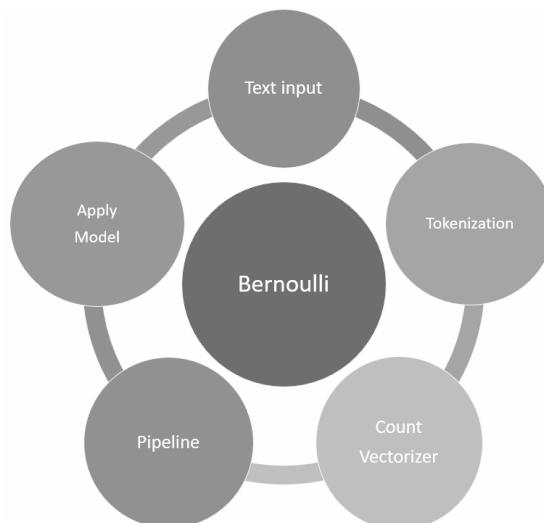 Text input
Tokenization
Count
Vectorizer
Pipeline
Apply
Model
Bernoulli